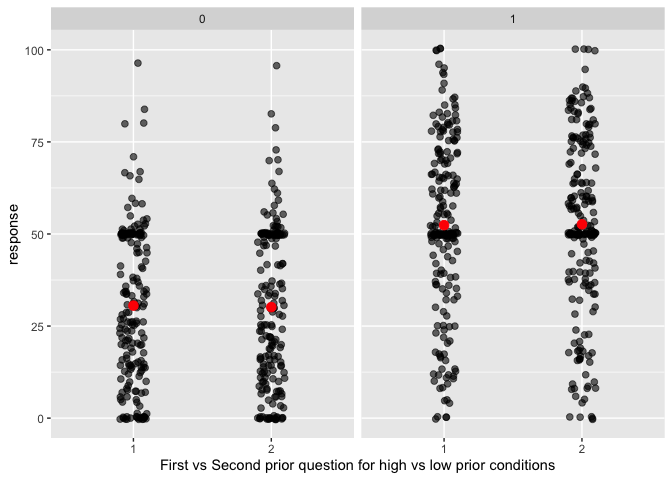 0 1
100
75
50
25
0
response
1 2 1 2
First vs Second prior question for high vs low prior conditions